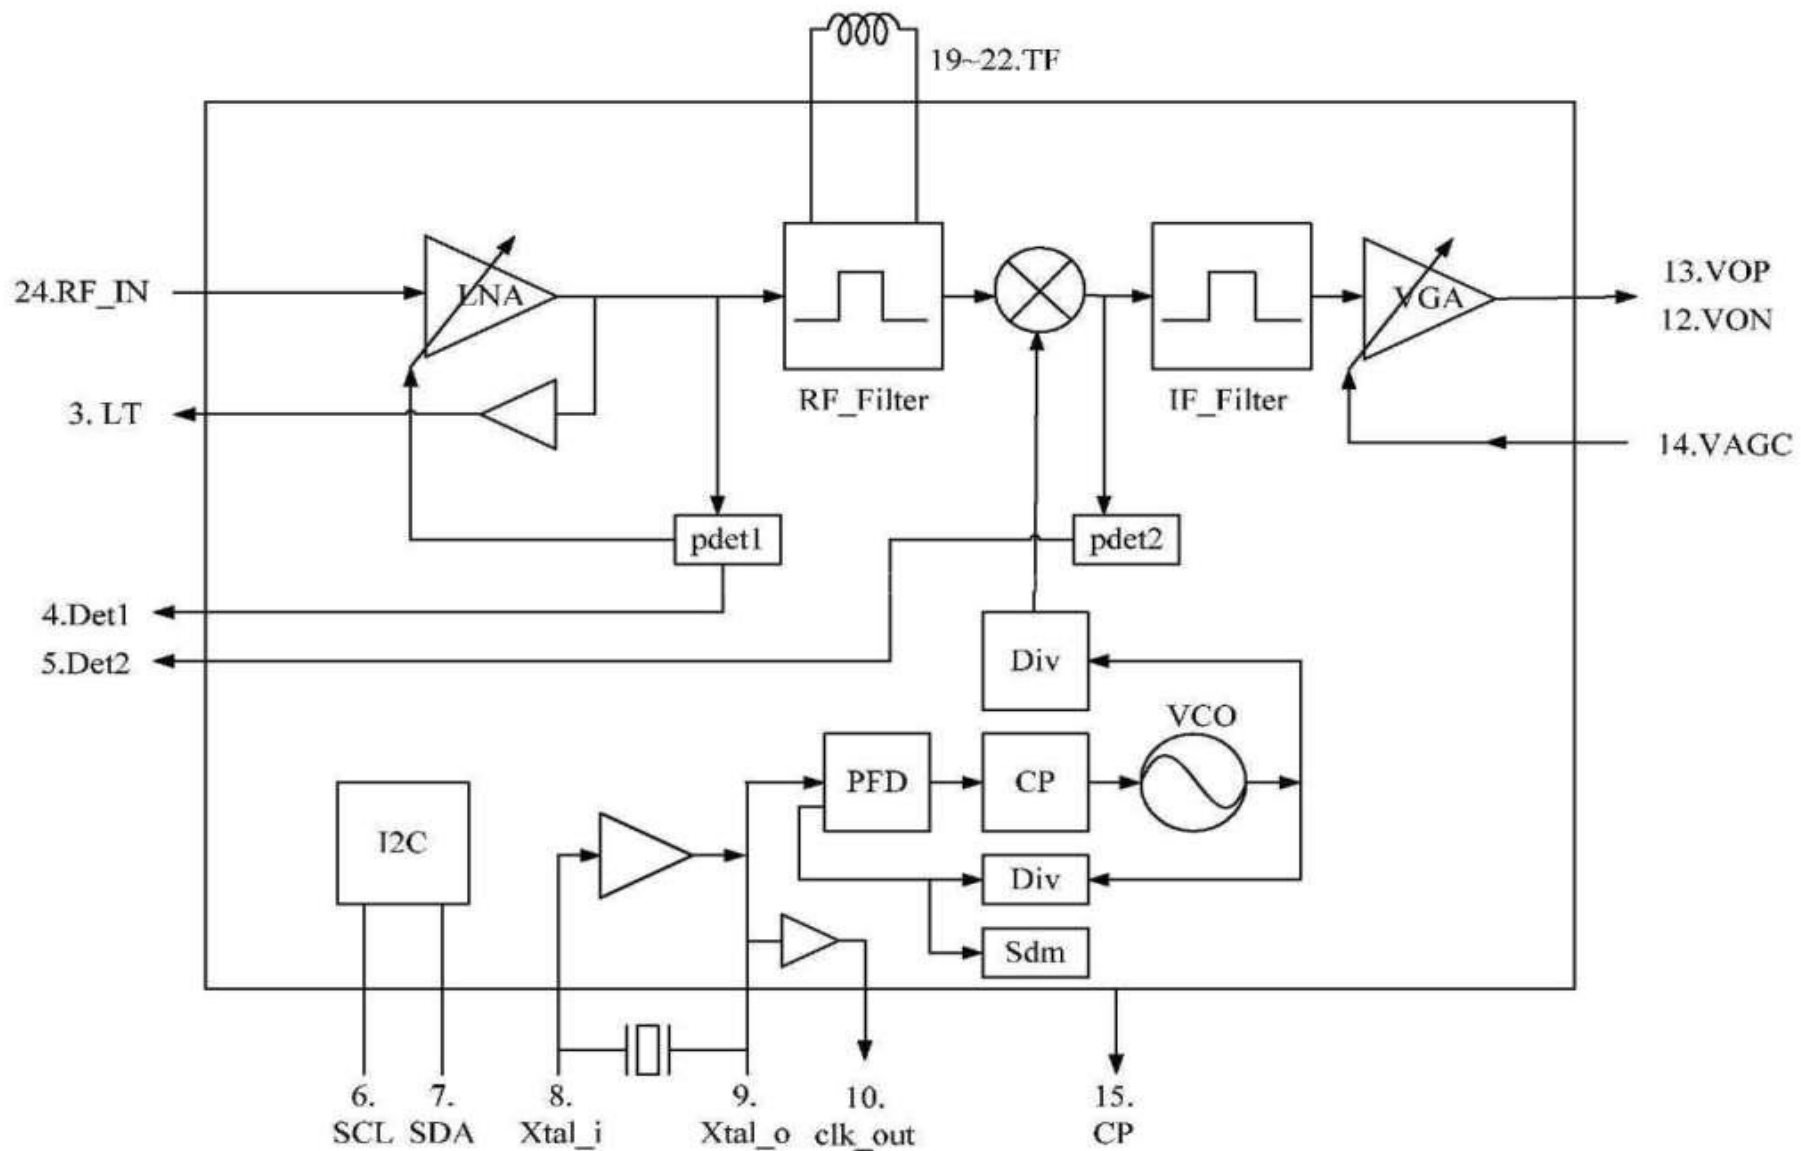 19~22.TF
24.RF_IN
LNA
VGA
13.VOP
12.VON
RF_Filter
IF_Filter
3. LT
14.VAGC
pdet1
pdet2
4.Det1
5.Det2
Div
VCO
PFD
CP
I2C
Div
Sdm
6.
SCL
7.
SDA
8.
Xtal_i
9.
Xtal_o
10.
clk_out
15.
CP